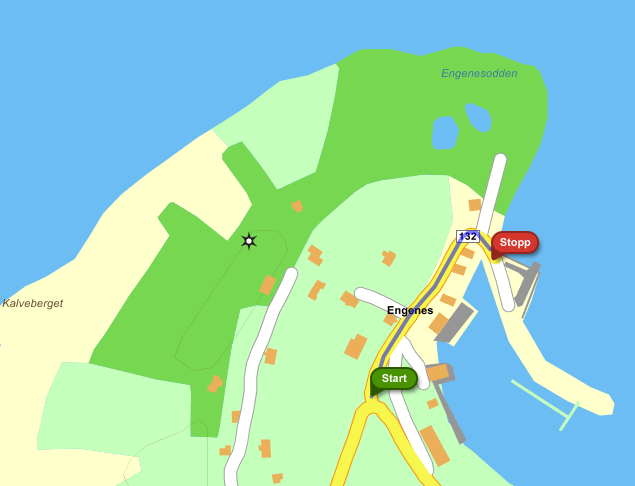 Engenesodden
132
Stopp
Kalveberget
Engenes
Start